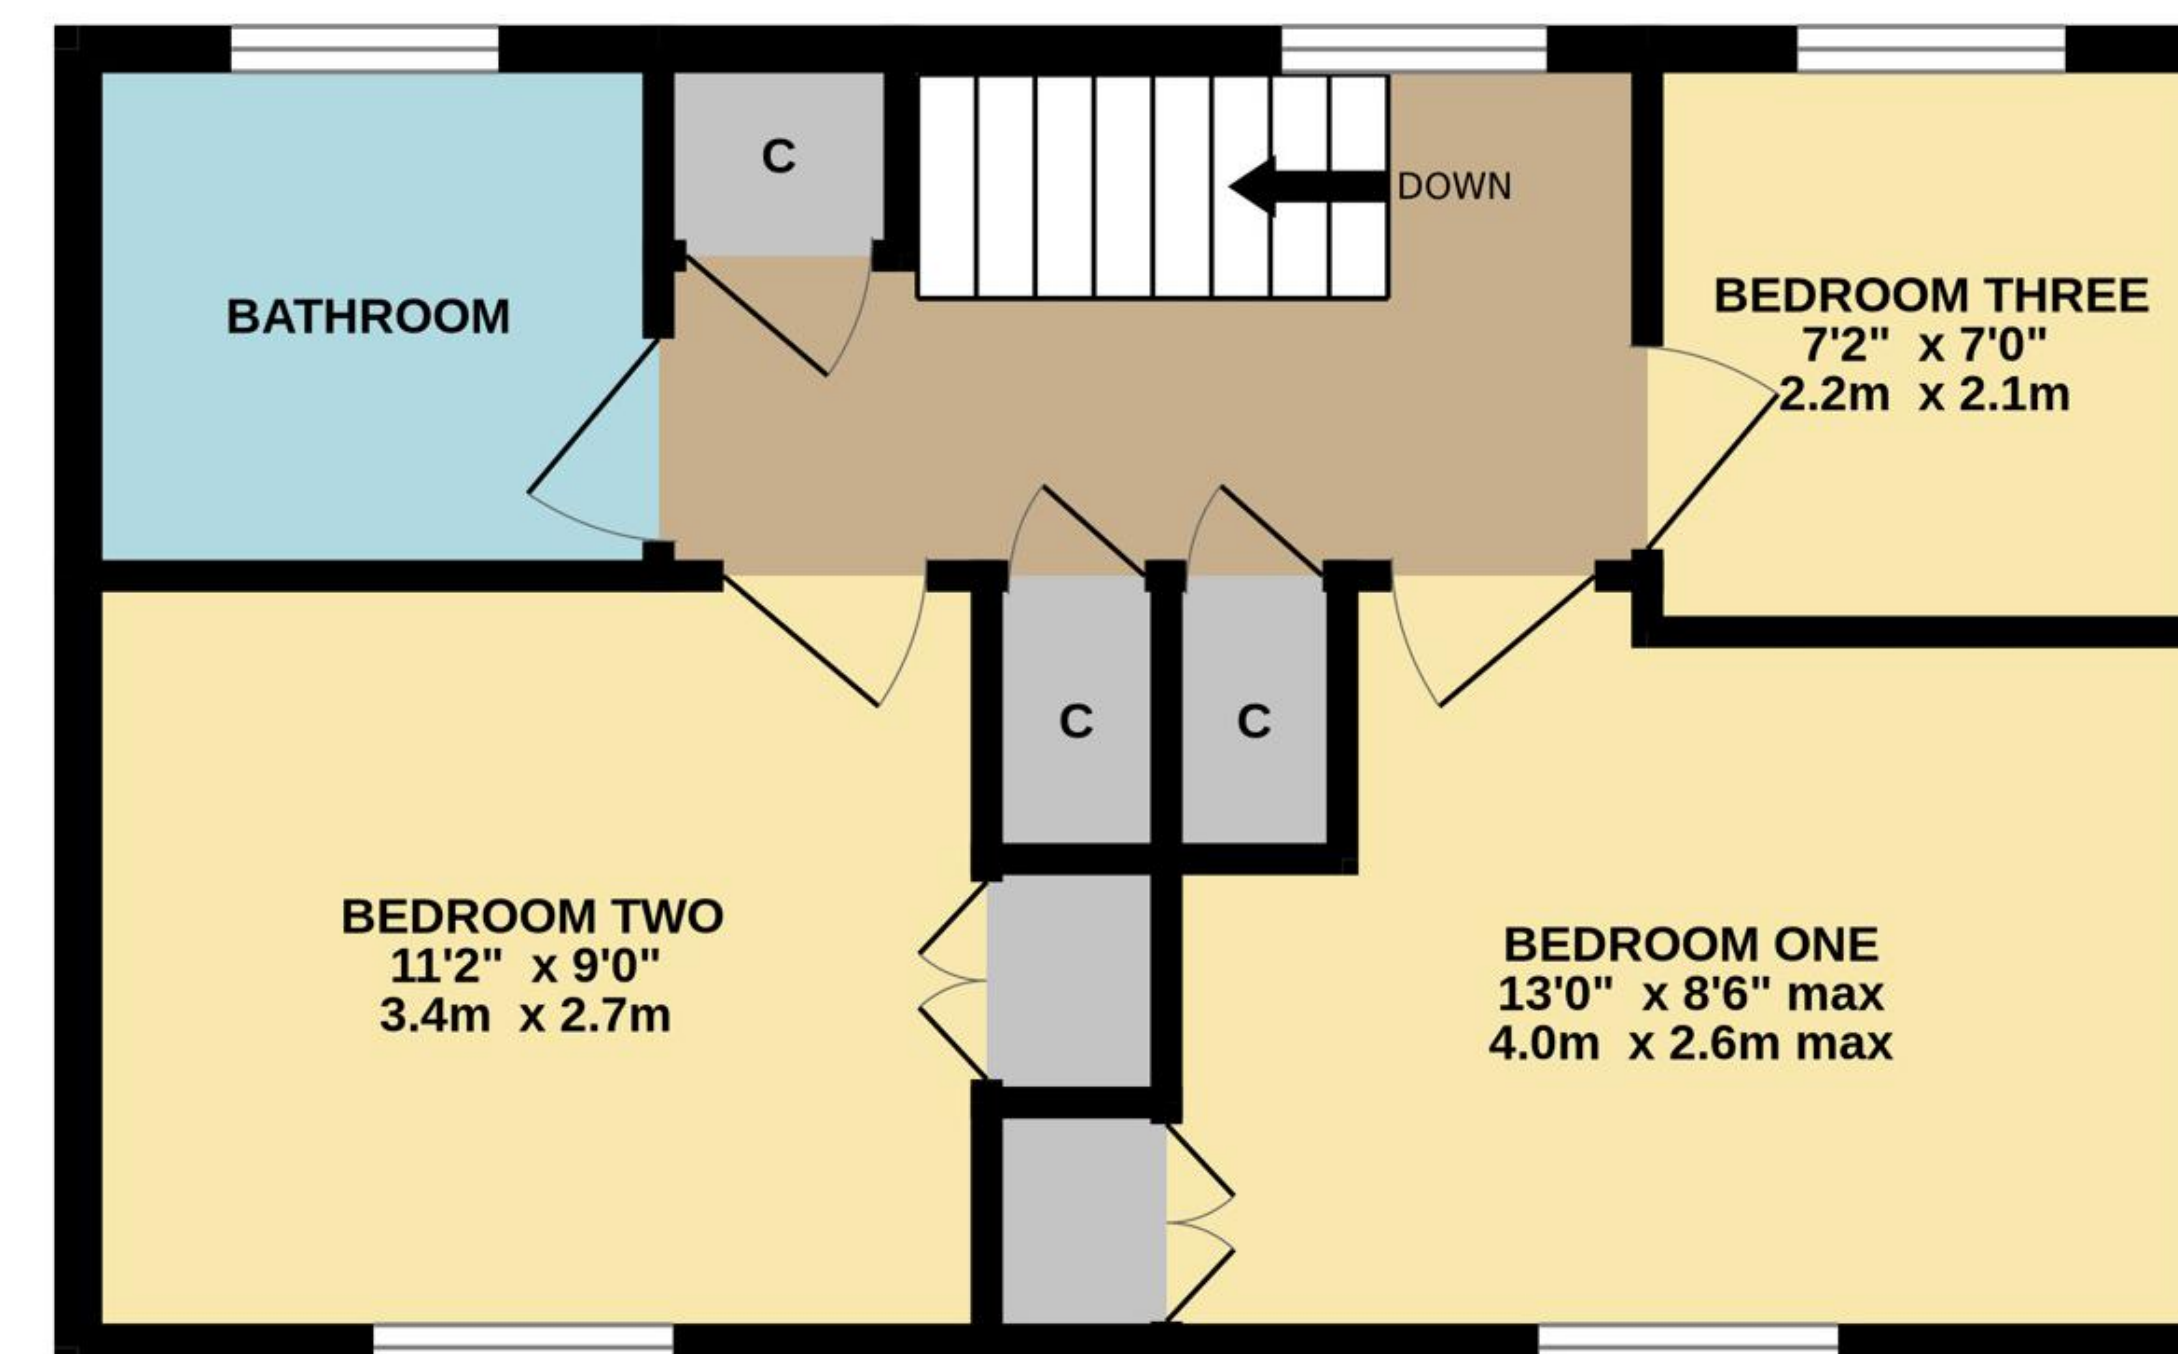 C
DOWN
BATHROOM
BEDROOM THREE
7'2"  x 7'0"
2.2m  x 2.1m
C
C
BEDROOM TWO
11'2"  x 9'0"
3.4m  x 2.7m
BEDROOM ONE
13'0"  x 8'6" max
4.0m  x 2.6m max